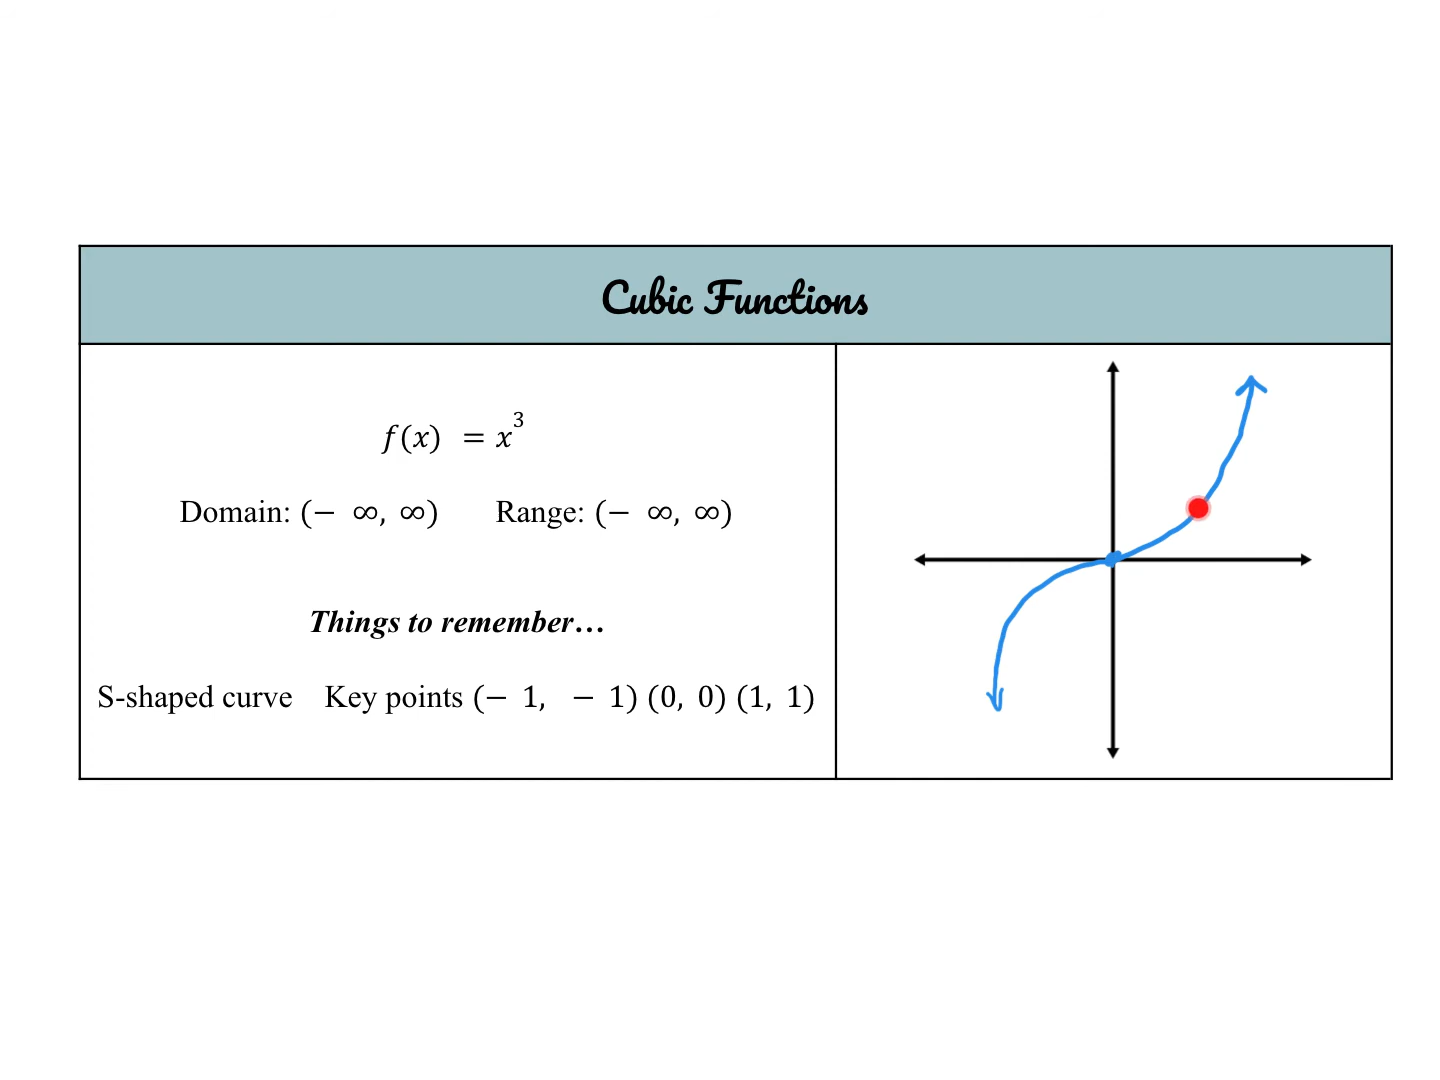 Cubic Functions
f(x) = x³
Domain: (− ∞, ∞) Range: (− ∞, ∞)
Things to remember…
S-shaped curve Key points (− 1, − 1) (0, 0) (1, 1)